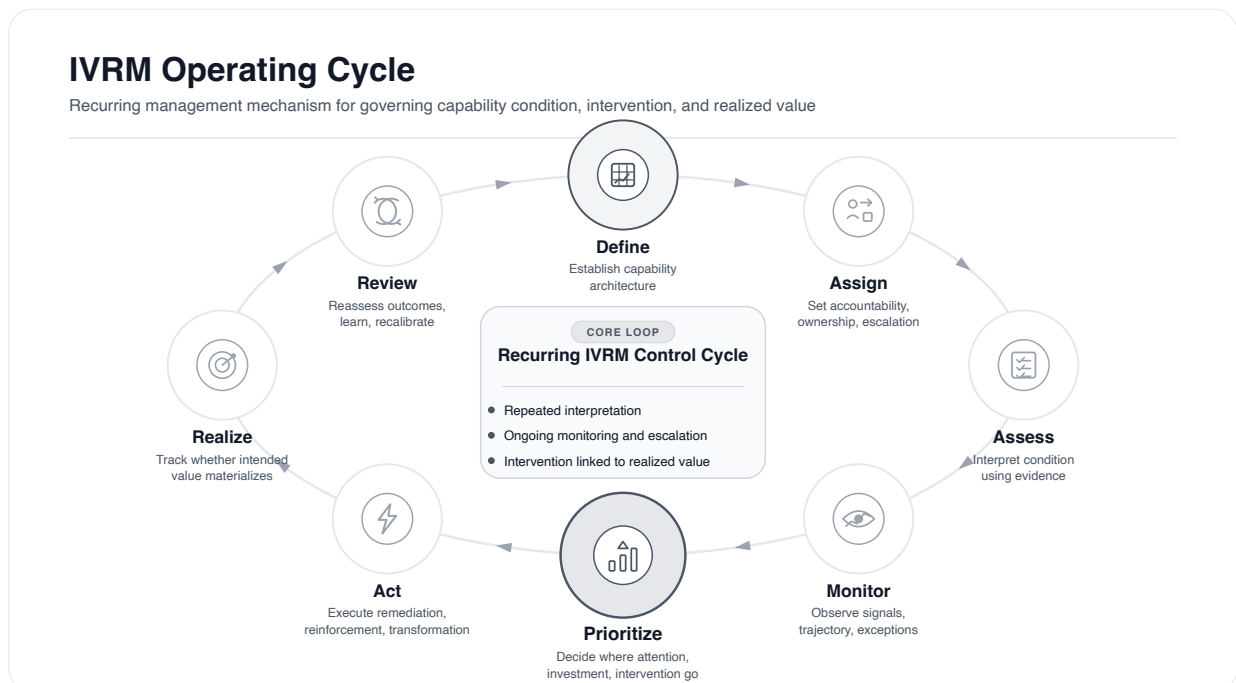 IVRM Operating Cycle
Recurring management mechanism for governing capability condition, intervention, and realized value
Define
Establish capability
architecture
Assign
Set accountability,
ownership, escalation
Assess
Interpret condition
using evidence
Monitor
Observe signals,
trajectory, exceptions
Prioritize
Decide where attention,
investment, intervention go
Act
Execute remediation,
reinforcement, transformation
Realize
Track whether intended
value materializes
Review
Reassess outcomes,
learn, recalibrate
CORE LOOP
Recurring IVRM Control Cycle
Repeated interpretation
Ongoing monitoring and escalation
Intervention linked to realized value